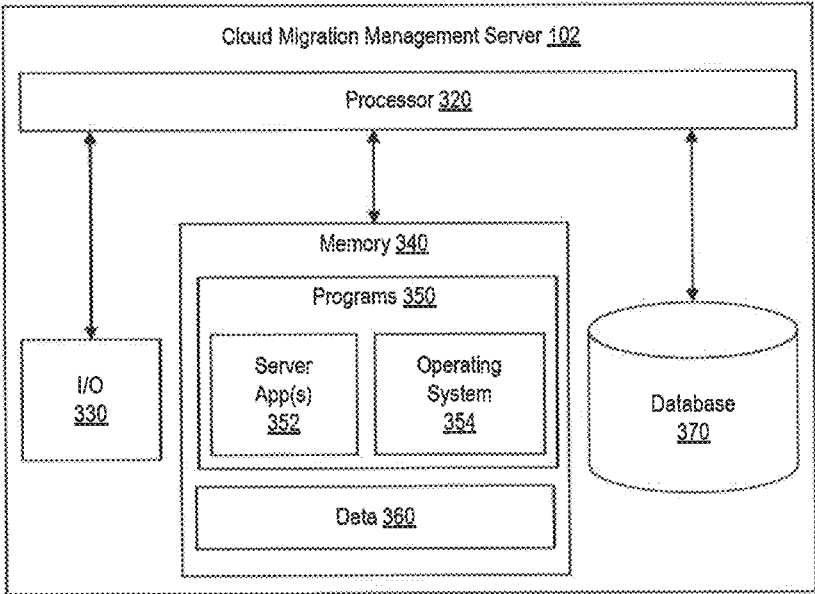 Cloud Migration Management Server 102
Processor 320
Memory 340
Programs 350
Server
App(s)
352
Operating
System
354
Data 360
I/O
330
Database
370